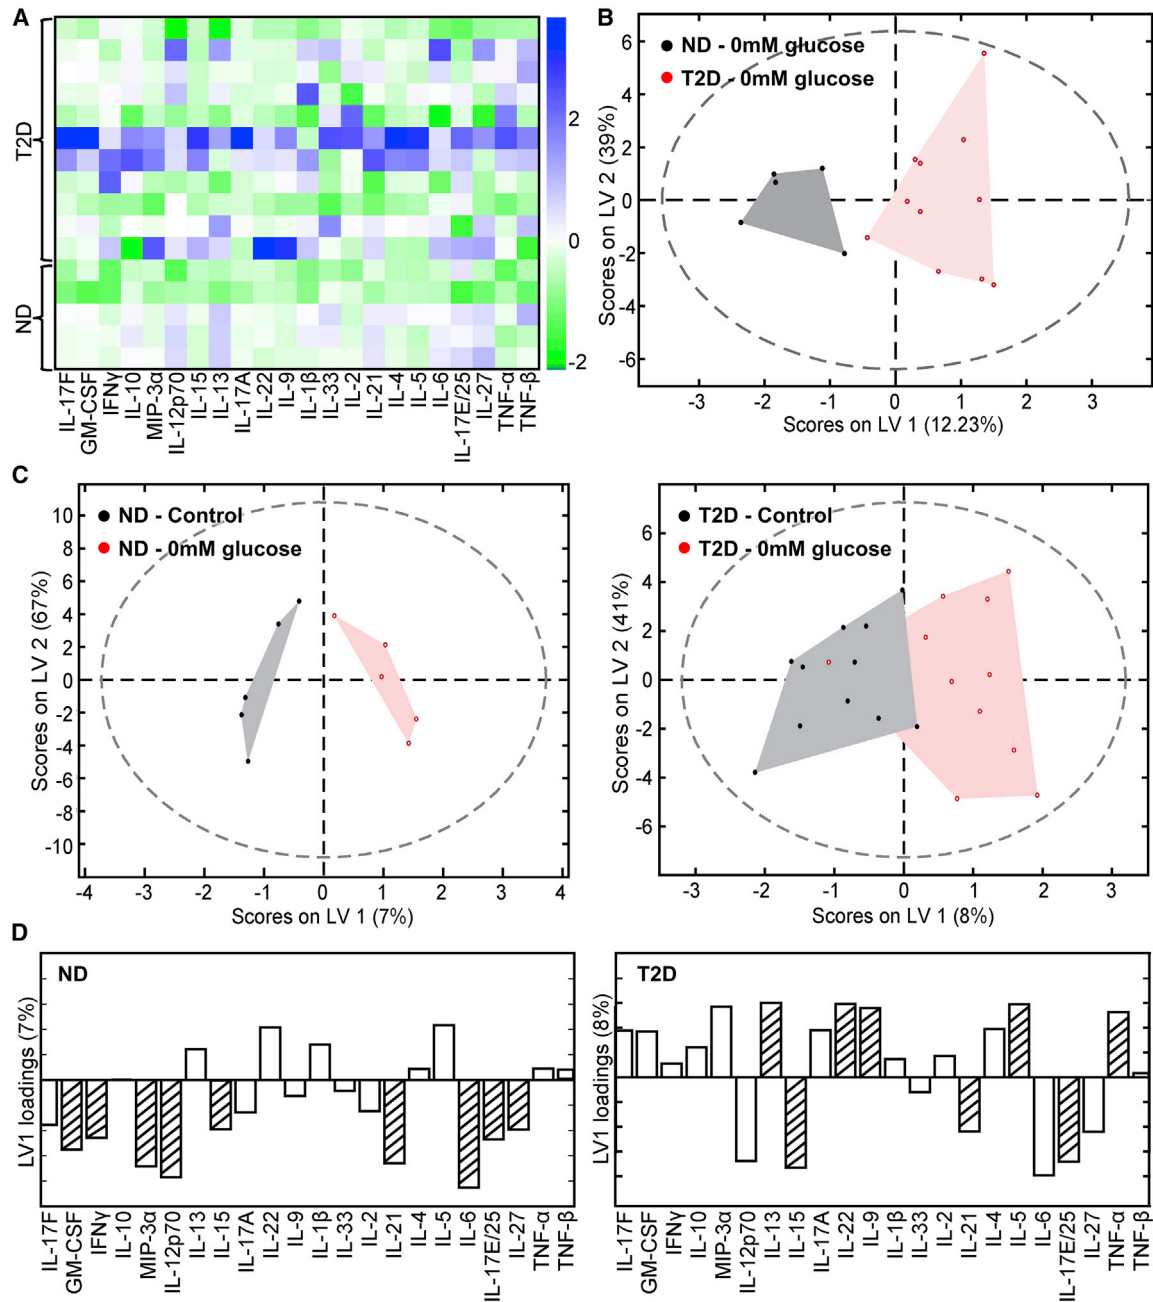 A
T2D
ND
2
0
-2
IL-17F
GM-CSF
IFNγ
IL-10
MIP-3α
IL-12p70
IL-15
IL-13
IL-17A
IL-22
IL-9
IL-1β
IL-33
IL-2
IL-21
IL-4
IL-5
IL-6
IL-17E/25
IL-27
TNF-α
TNF-β
B
ND - 0mM glucose
T2D - 0mM glucose
Scores on LV 2 (39%)
6
4
2
0
-2
-4
-6
-3
-2
-1
0
1
2
3
Scores on LV 1 (12.23%)
C
ND - Control
ND - 0mM glucose
Scores on LV 2 (67%)
10
8
6
4
2
0
-2
-4
-6
-8
-10
-4
-3
-2
-1
0
1
2
3
4
Scores on LV 1 (7%)
T2D - Control
T2D - 0mM glucose
Scores on LV 2 (41%)
6
4
2
0
-2
-4
-6
-3
-2
-1
0
1
2
3
Scores on LV 1 (8%)
D
ND
LV1 loadings (7%)
IL-17F
GM-CSF
IFNγ
IL-10
MIP-3α
IL-12p70
IL-13
IL-15
IL-17A
IL-22
IL-9
IL-1β
IL-33
IL-2
IL-21
IL-4
IL-5
IL-6
IL-17E/25
IL-27
TNF-α
TNF-β
T2D
LV1 loadings (8%)
IL-17F
GM-CSF
IFNγ
IL-10
MIP-3α
IL-12p70
IL-13
IL-15
IL-17A
IL-22
IL-9
IL-1β
IL-33
IL-2
IL-21
IL-4
IL-5
IL-6
IL-17E/25
IL-27
TNF-α
TNF-β